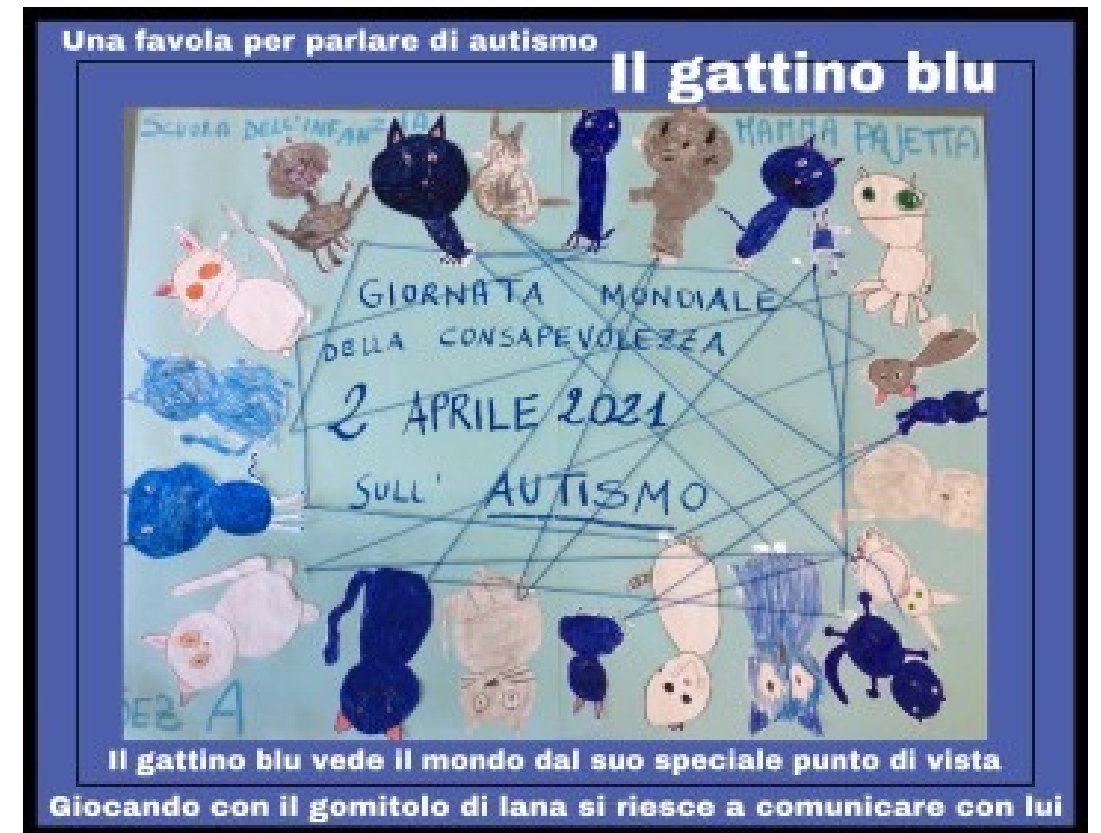 Una favola per parlare di autismo
Il gattino blu
SCUOLA DELL'INFANZIA
MAMMA PAJETTA
GIORNATA MONDIALE
DELLA CONSAPEVOLEZZA
2 APRILE 2021
SULL' AUTISMO
SEZ A
Il gattino blu vede il mondo dal suo speciale punto di vista
Giocando con il gomitolo di lana si riesce a comunicare con lui